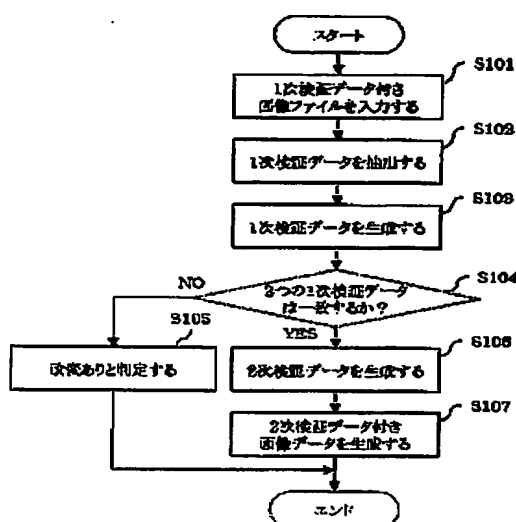 スタート
S101
1次検証データ付き
画像ファイルを入力する
S102
1次検証データを抽出する
S103
1次検証データを生成する
S104
2つの1次検証データ
は一致するか?
NO
YES
S105
改変ありと判定する
S106
2次検証データを生成する
S107
2次検証データ付き
画像データを生成する
エンド